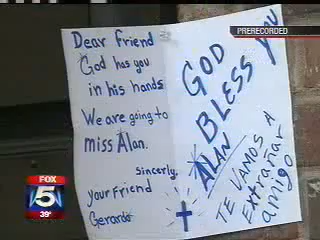 PRERECORDED
Dear Friend
God has you
in his hands
We are going to
miss Alan.
Sincerly,
your Friend
Gerardo
GOD
BLESS YOU
ALAN
TE VAMOS A
Extrañar
amigo
FOX
5
39°